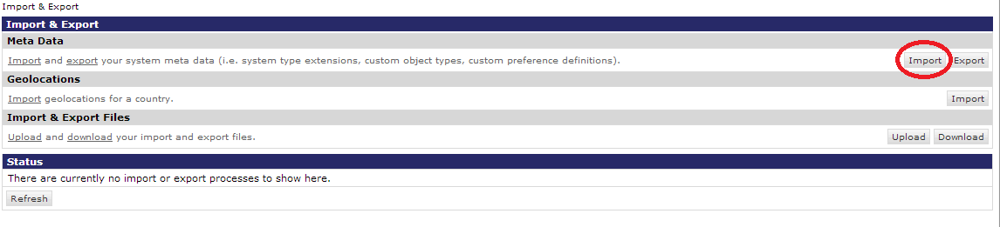 Import & Export
Import & Export
Meta Data
Import and export your system meta data (i.e. system type extensions, custom object types, custom preference definitions). Import Export
Geolocations
Import geolocations for a country. Import
Import & Export Files
Upload and download your import and export files. Upload Download
Status
There are currently no import or export processes to show here.
Refresh